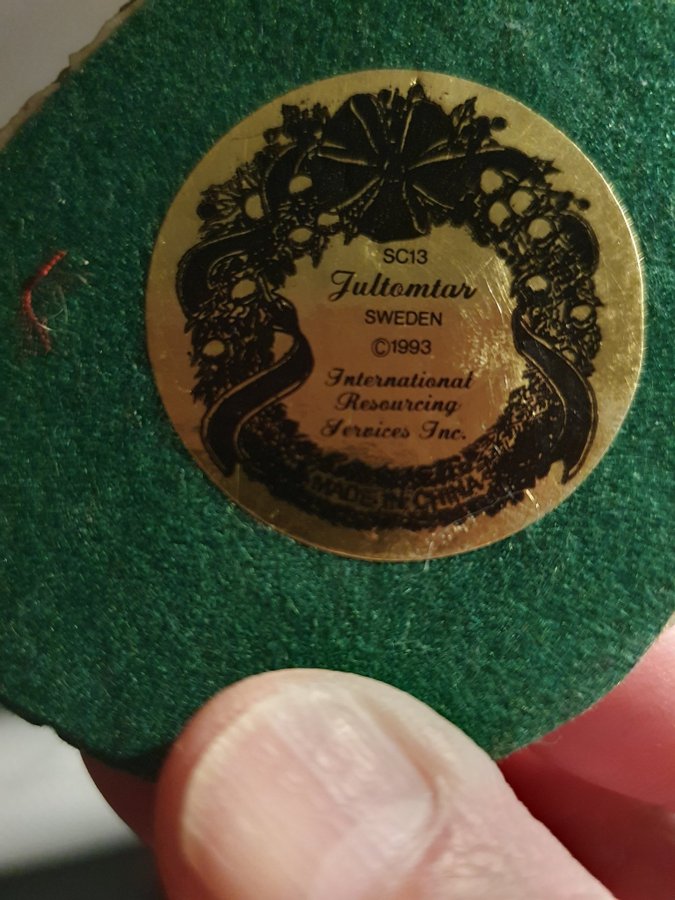 SC13
Jultomtar
SWEDEN
©1993
International
Resourcing
Services Inc.
MADE IN CHINA